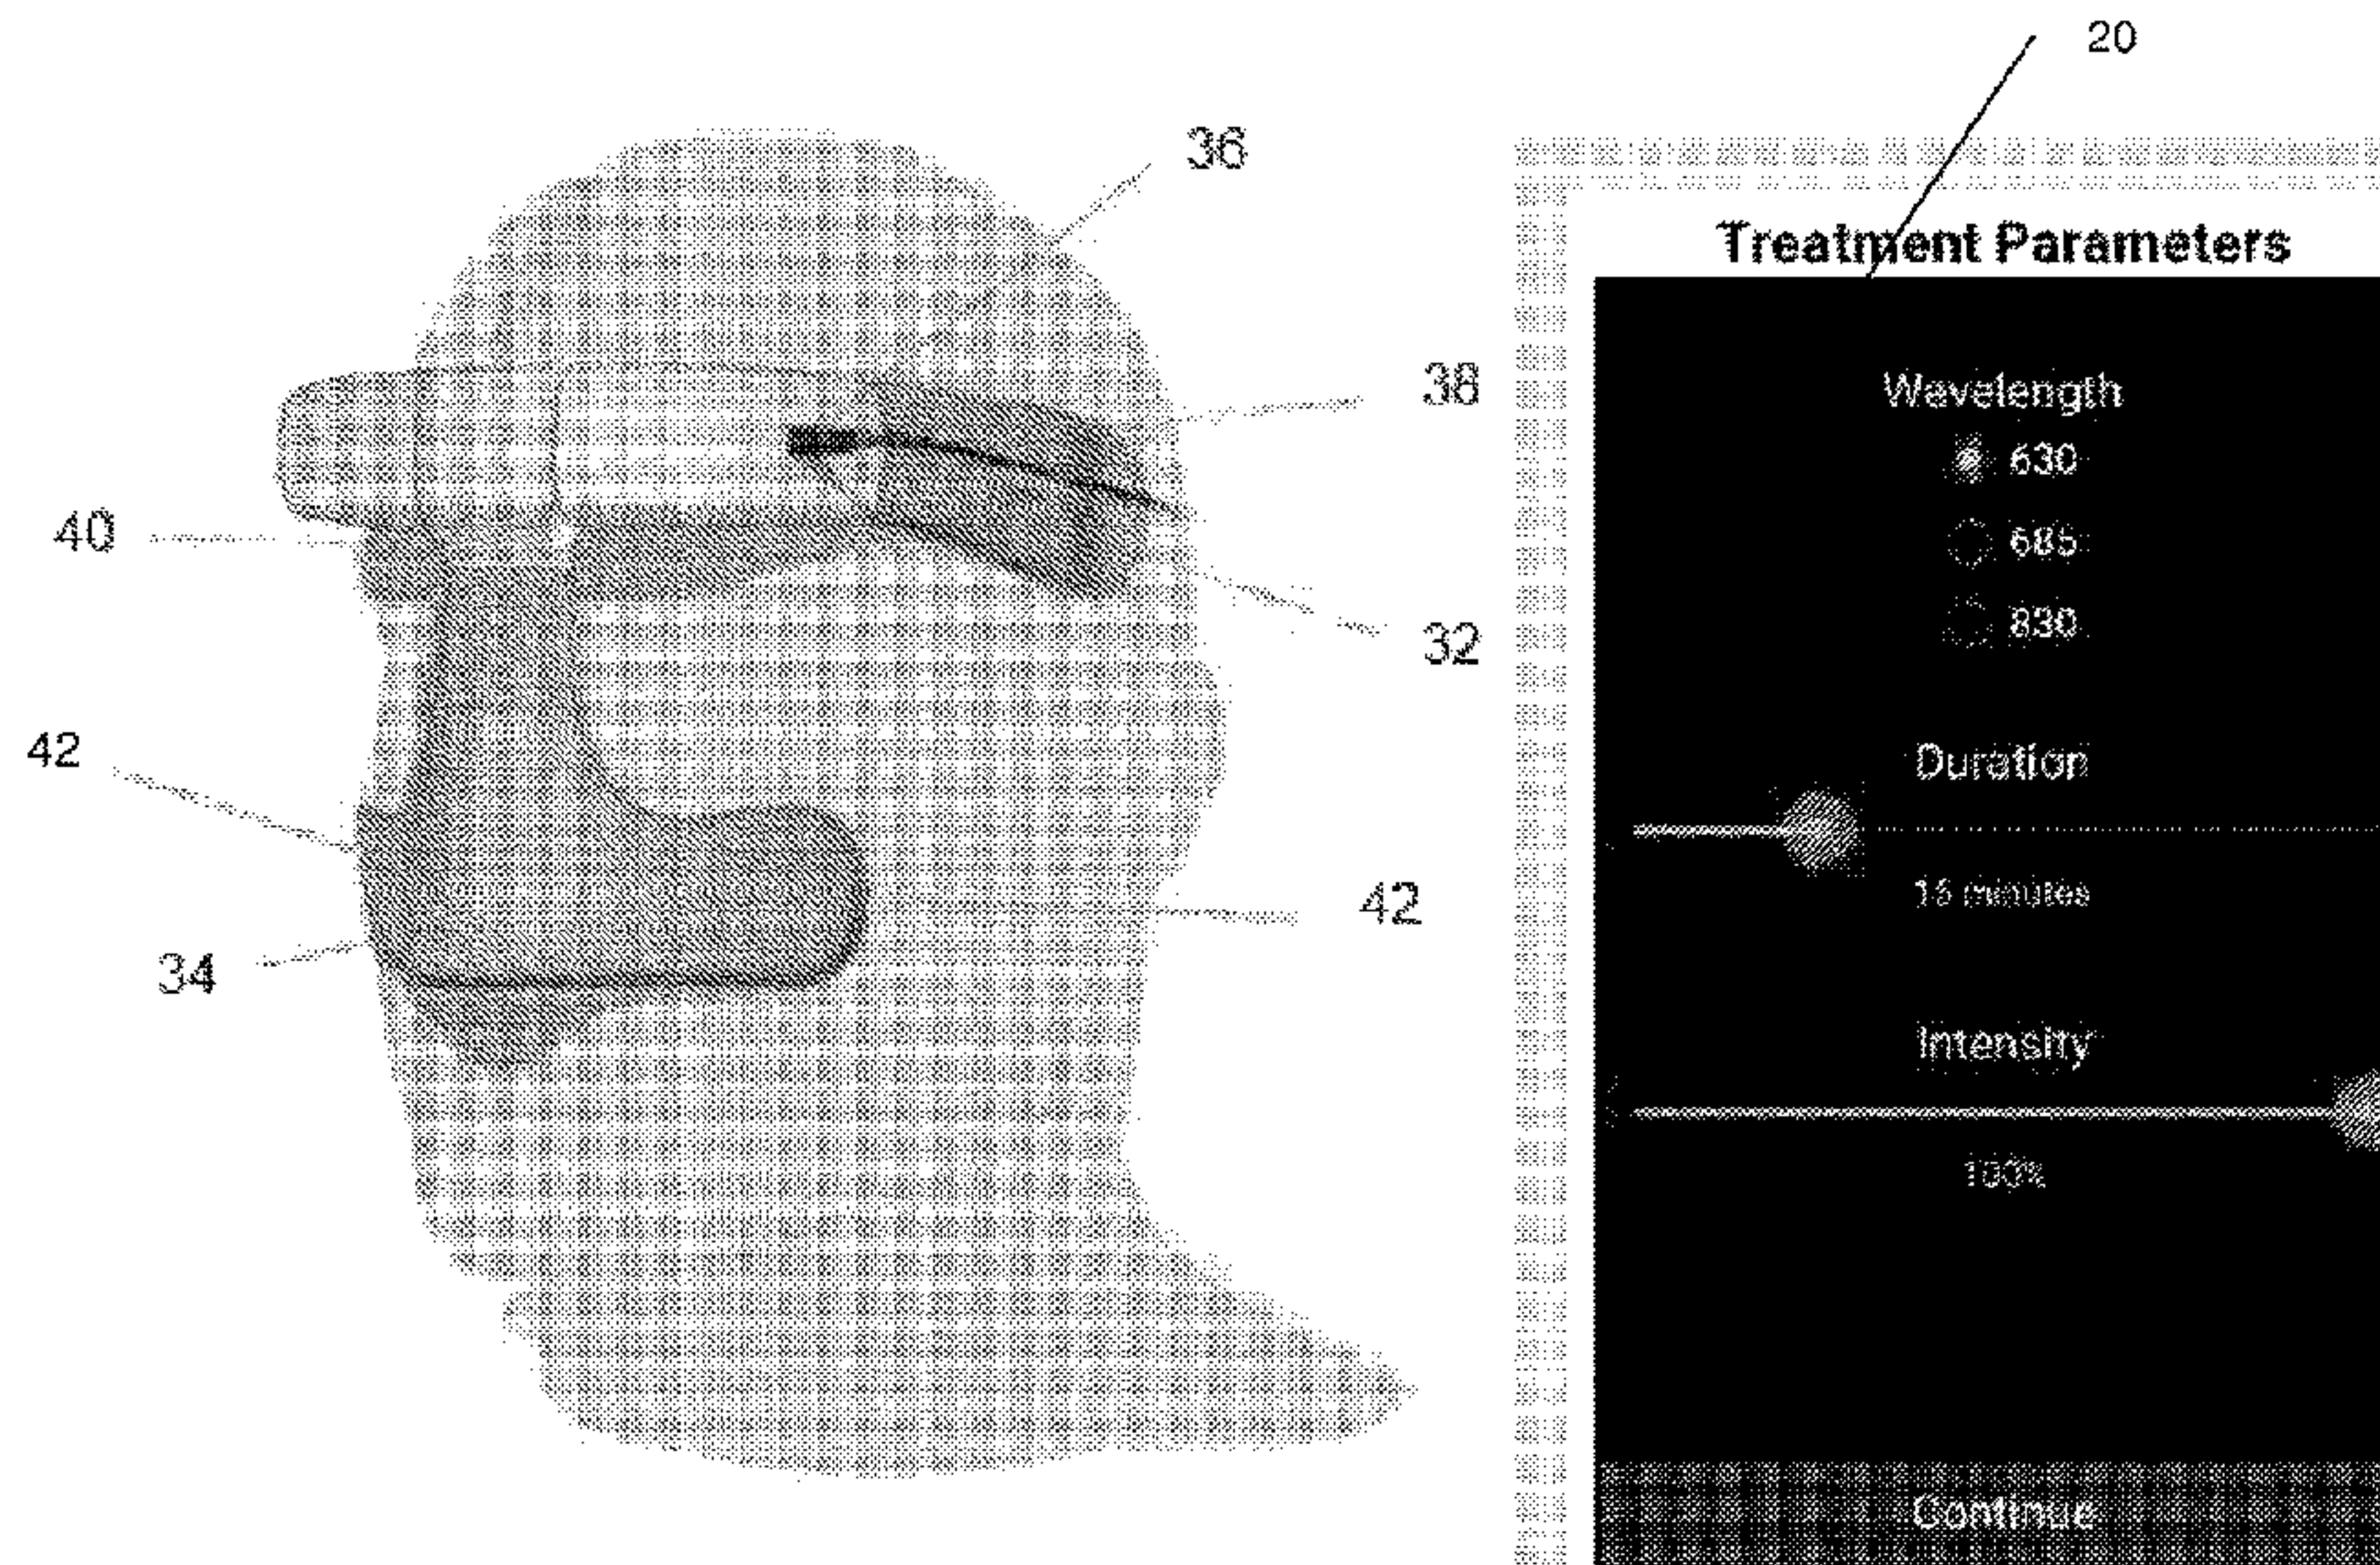 20
36
Treatment Parameters
38
Wavelength
630
40
685
32
830
42
Duration
42
15 minutes
34
Intensity
100%
Continue